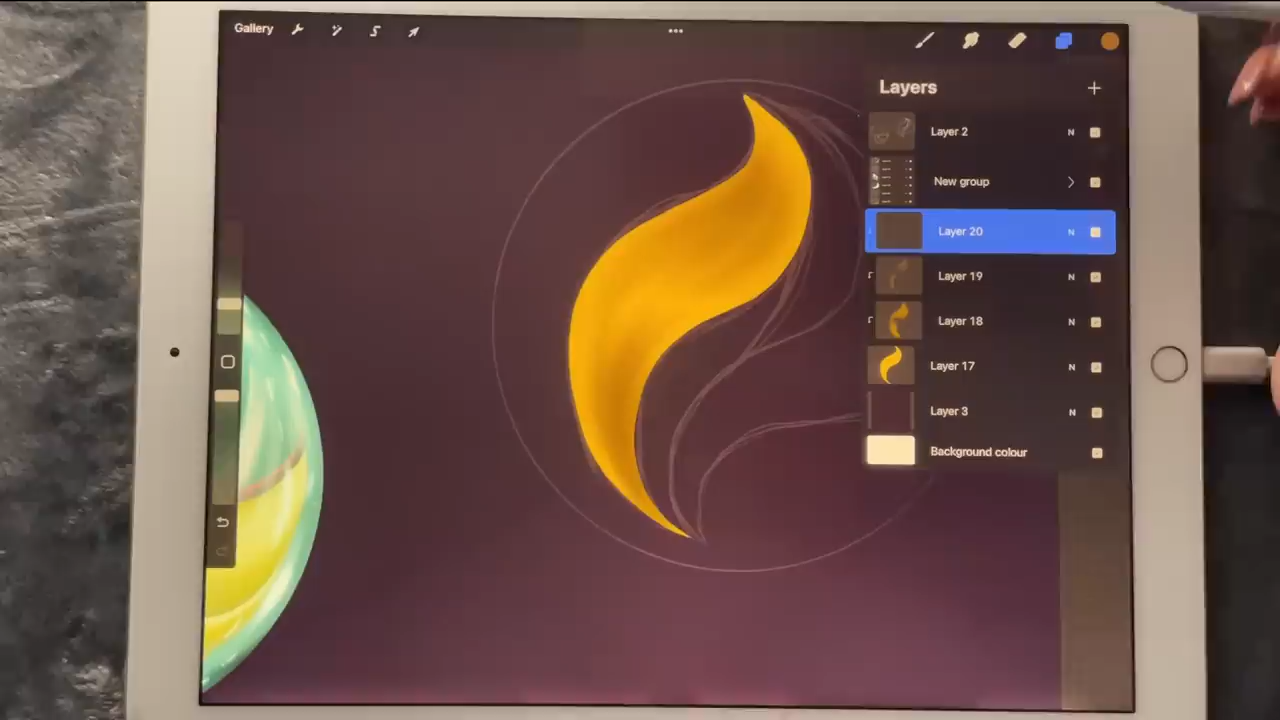 Gallery
Layers
Layer 2 N
New group
Layer 20 N
Layer 19 N
Layer 18 N
Layer 17 N
Layer 3 N
Background colour